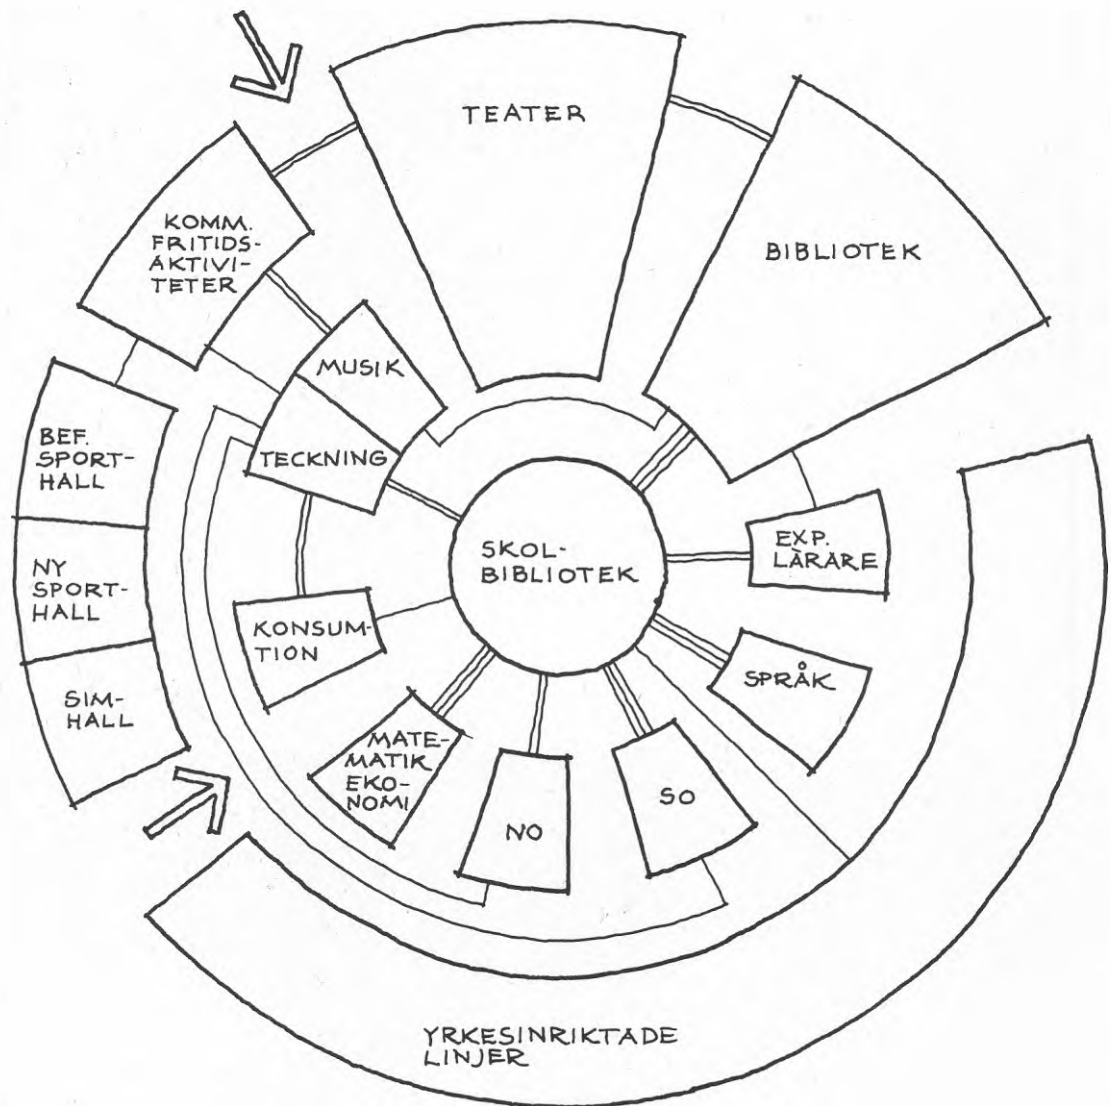 TEATER
BIBLIOTEK
KOMM.
FRITIDS-
AKTIVI-
TETER
MUSIK
TECKNING
BEF.
SPORT-
HALL
NY
SPORT-
HALL
SIM-
HALL
SKOL-
BIBLIOTEK
EXP.
LÄRARE
KONSUM-
TION
SPRÅK
MATE-
MATIK
EKO-
NOMI
NO
SO
YRKESINRIKTADE
LINJER